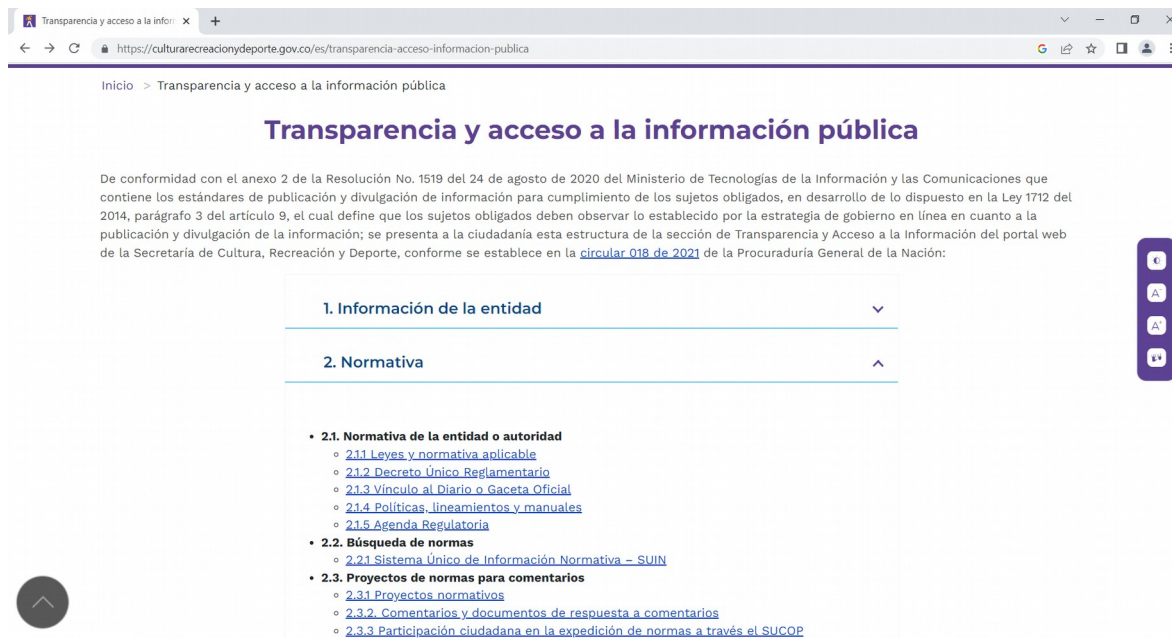 Transparencia y acceso a la inform
https://culturarecreacionydeporte.gov.co/es/transparencia-acceso-informacion-publica
Inicio > Transparencia y acceso a la información pública
Transparencia y acceso a la información pública
De conformidad con el anexo 2 de la Resolución No. 1519 del 24 de agosto de 2020 del Ministerio de Tecnologías de la Información y las Comunicaciones que
contiene los estándares de publicación y divulgación de información para cumplimiento de los sujetos obligados, en desarrollo de lo dispuesto en la Ley 1712 del
2014, parágrafo 3 del artículo 9, el cual define que los sujetos obligados deben observar lo establecido por la estrategia de gobierno en línea en cuanto a la
publicación y divulgación de la información; se presenta a la ciudadanía esta estructura de la sección de Transparencia y Acceso a la Información del portal web
de la Secretaría de Cultura, Recreación y Deporte, conforme se establece en la circular 018 de 2021 de la Procuraduría General de la Nación:
A-
A+
1. Información de la entidad
2. Normativa
• 2.1. Normativa de la entidad o autoridad
◦ 2.1.1 Leyes y normativa aplicable
◦ 2.1.2 Decreto Único Reglamentario
◦ 2.1.3 Vínculo al Diario o Gaceta Oficial
◦ 2.1.4 Políticas, lineamientos y manuales
◦ 2.1.5 Agenda Regulatoria
• 2.2. Búsqueda de normas
◦ 2.2.1 Sistema Único de Información Normativa – SUIN
• 2.3. Proyectos de normas para comentarios
◦ 2.3.1 Proyectos normativos
◦ 2.3.2. Comentarios y documentos de respuesta a comentarios
◦ 2.3.3 Participación ciudadana en la expedición de normas a través el SUCOP